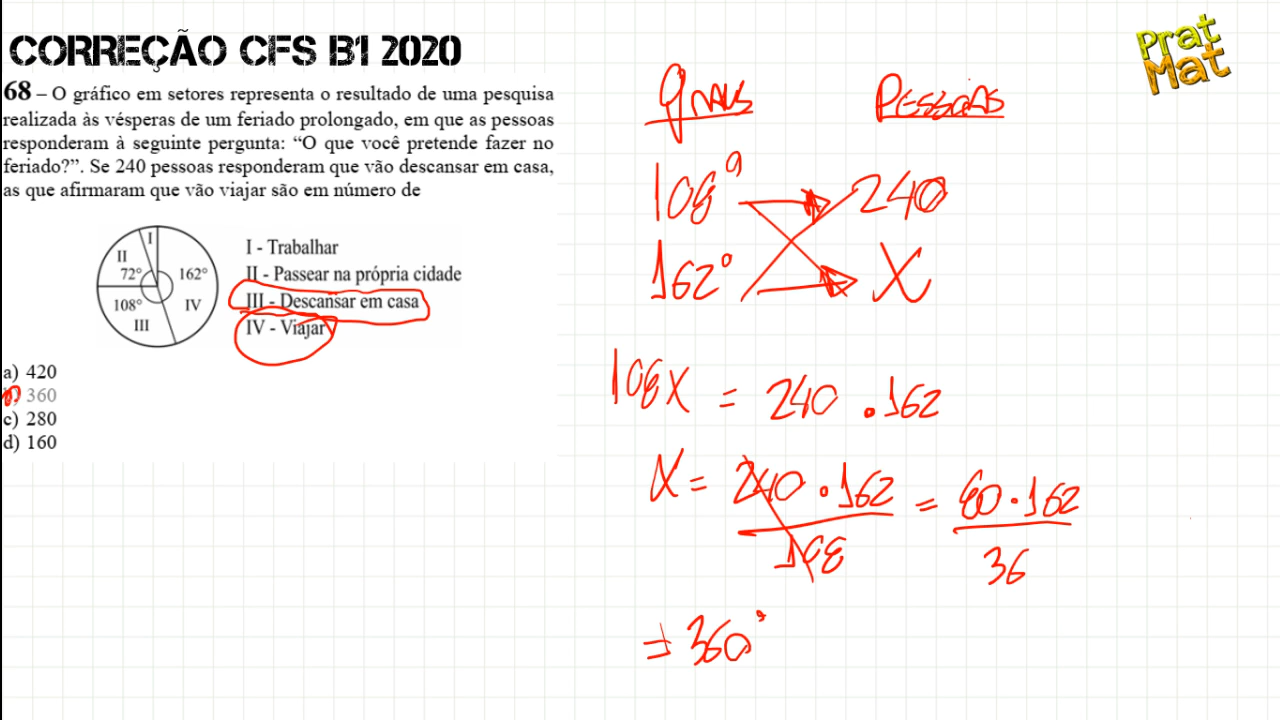 CORREÇÃO CFS B1 2020
Prat
Mat
68 – O gráfico em setores representa o resultado de uma pesquisa
realizada às vésperas de um feriado prolongado, em que as pessoas
responderam à seguinte pergunta: “O que você pretende fazer no
feriado?”. Se 240 pessoas responderam que vão descansar em casa,
as que afirmaram que vão viajar são em número de
I
II
72°
162°
108°
IV
III
I - Trabalhar
II - Passear na própria cidade
III - Descansar em casa
IV - Viajar
a) 420
360
c) 280
d) 160
Graus PESSOAS
108° 240
162° X
108X = 240 . 162
X = 240 . 162 = 80 . 162
108 36
= 360°